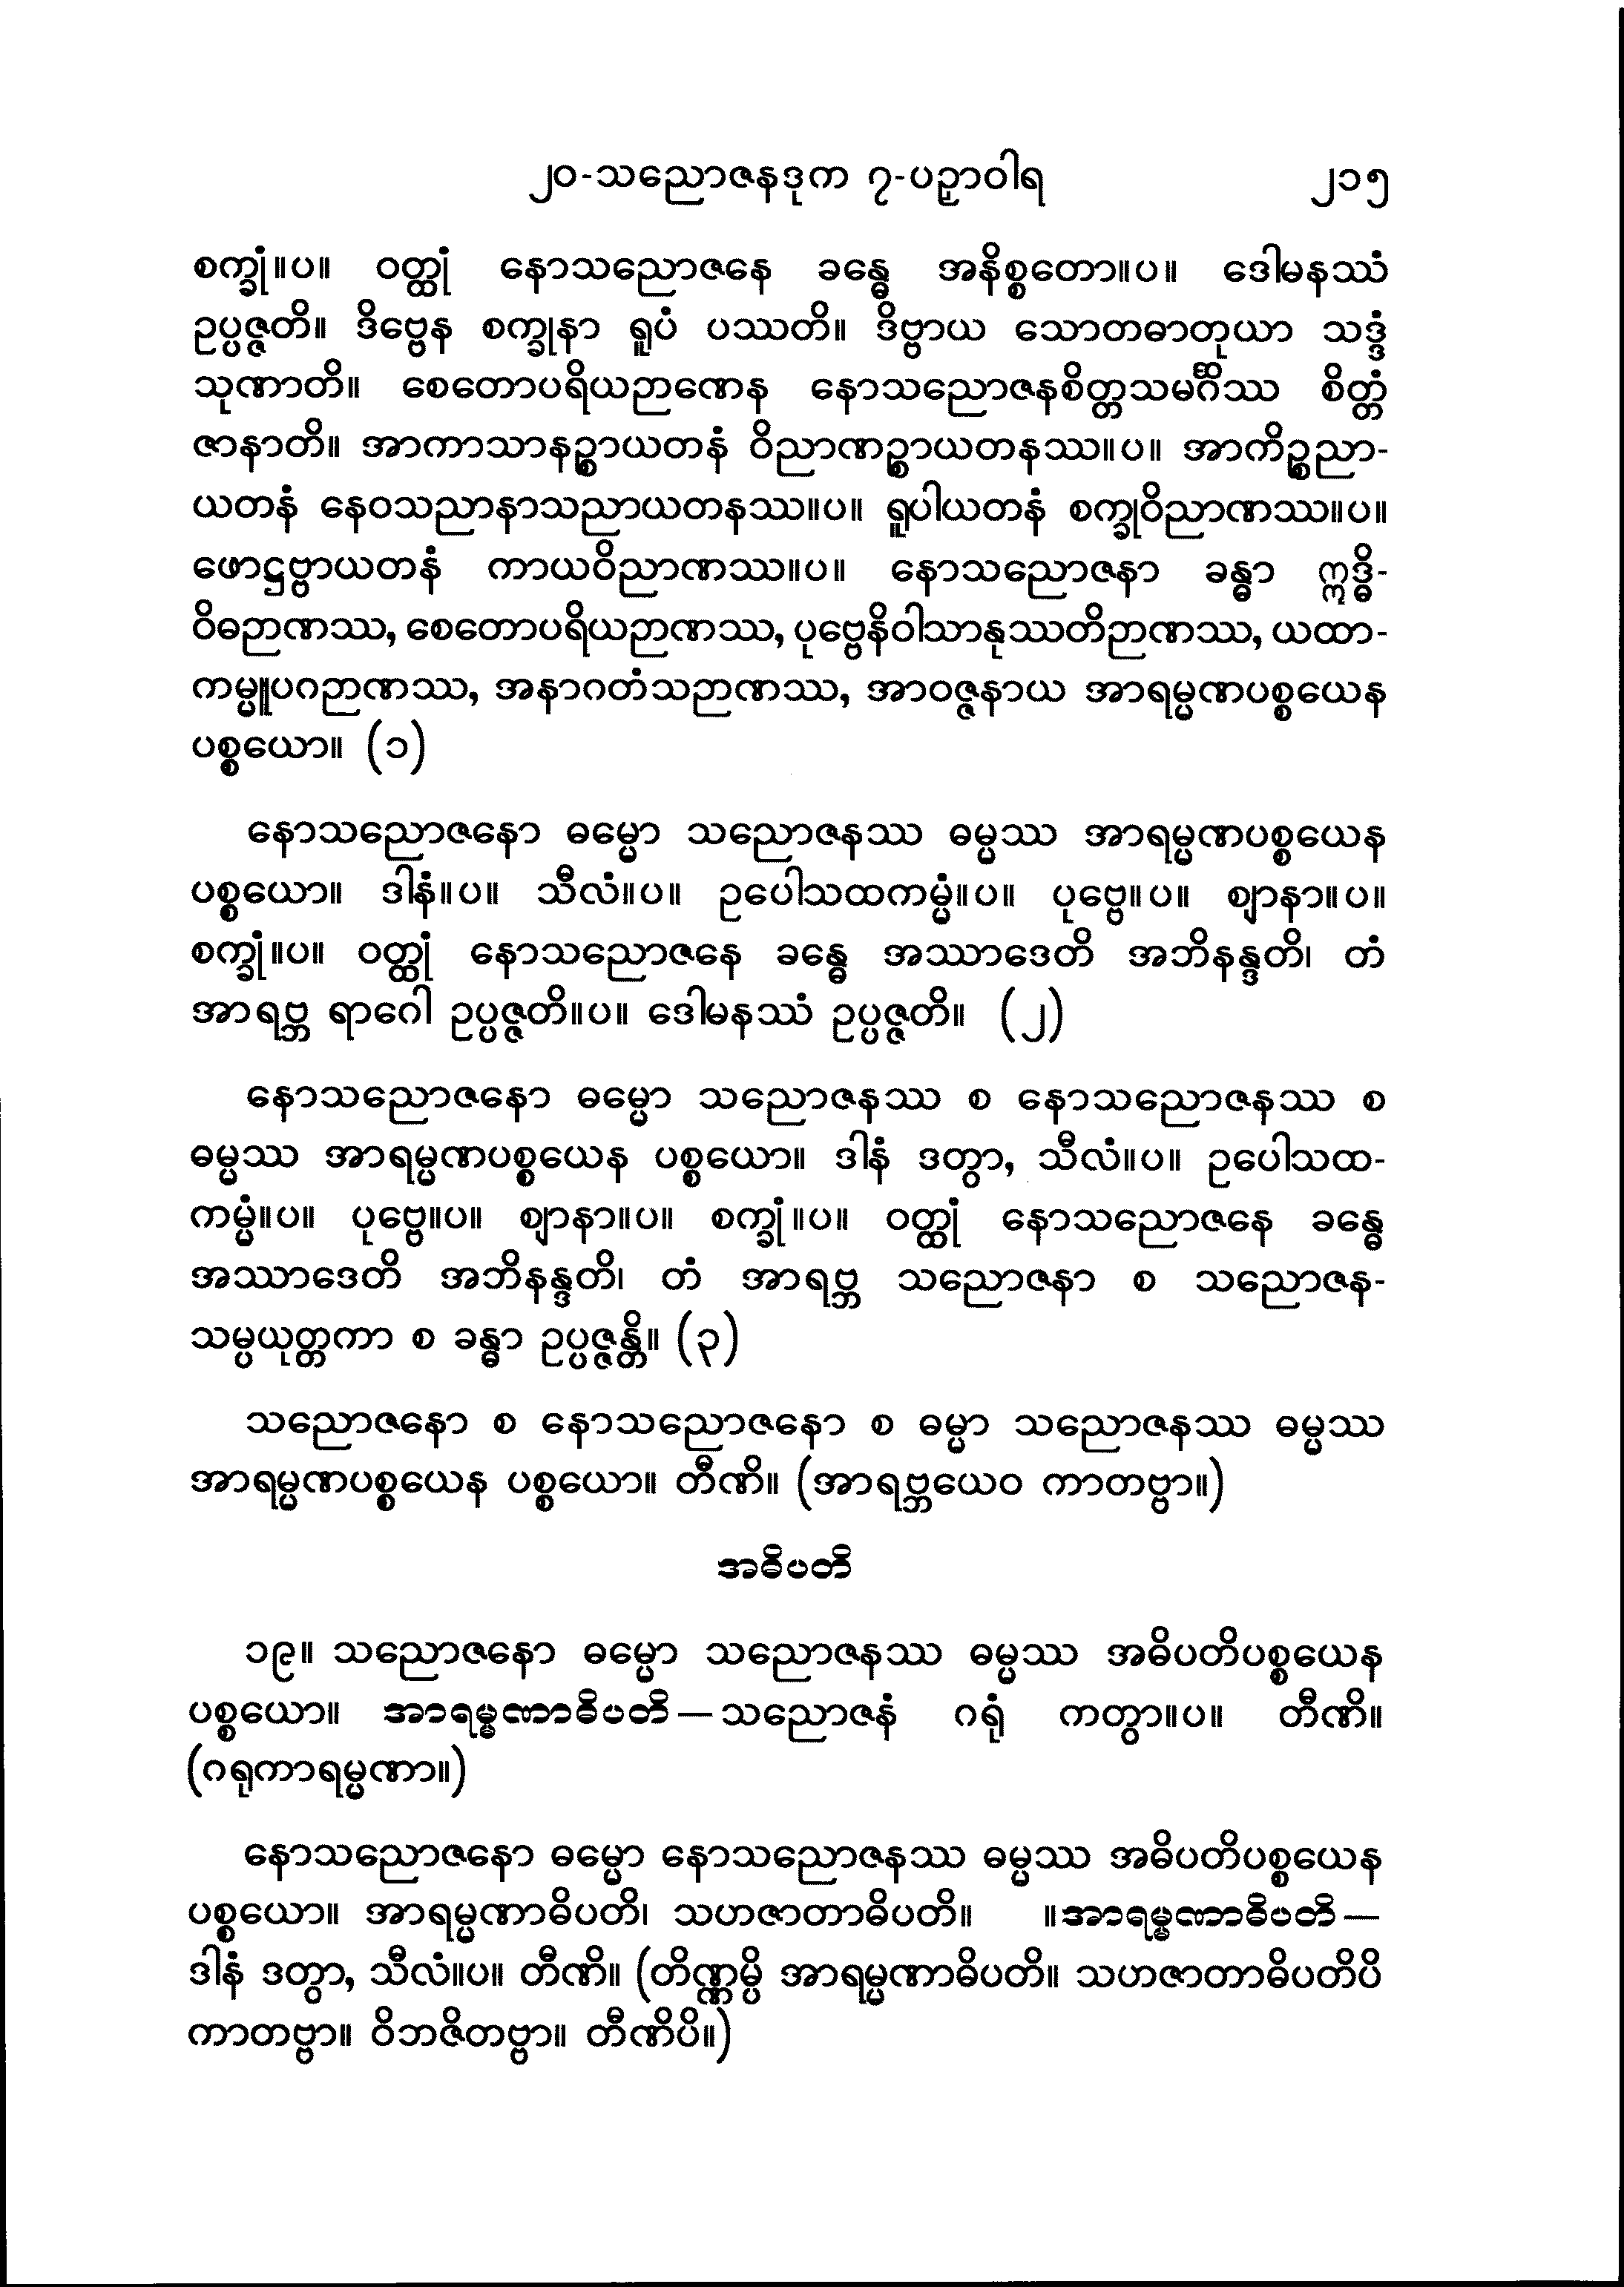 ၂၀-သညောဇနဒုက ၇-ပဉှာဝါရ ၂၁၅
စက္ခုံ။ပ။ ဝတ္ထုံ နောသညောဇနေ ခန္ဓေ အနိစ္စတော။ပ။ ဒေါမနဿံ
ဥပ္ပဇ္ဇတိ။ ဒိဗ္ဗေန စက္ခုနာ ရူပံ ပဿတိ။ ဒိဗ္ဗာယ သောတဓာတုယာ သဒ္ဒံ
သုဏာတိ။ စေတောပရိယဉာဏေန နောသညောဇနစိတ္တသမင်္ဂိဿ စိတ္တံ
ဇာနာတိ။ အာကာသာနဉ္စာယတနံ ဝိညာဏဉ္စာယတနဿ။ပ။ အာကိဉ္စညာ-
ယတနံ နေဝသညာနာသညာယတနဿ။ပ။ ရူပါယတနံ စက္ခုဝိညာဏဿ။ပ။
ဖောဋ္ဌဗ္ဗာယတနံ ကာယဝိညာဏဿ။ပ။ နောသညောဇနာ ခန္ဓာ ဣဒ္ဓိ-
ဝိဓဉာဏဿ, စေတောပရိယဉာဏဿ, ပုဗ္ဗေနိဝါသာနုဿတိဉာဏဿ, ယထာ-
ကမ္မူပဂဉာဏဿ, အနာဂတံသဉာဏဿ, အာဝဇ္ဇနာယ အာရမ္မဏပစ္စယေန
ပစ္စယော။ (၁)
နောသညောဇနော ဓမ္မော သညောဇနဿ ဓမ္မဿ အာရမ္မဏပစ္စယေန
ပစ္စယော။ ဒါနံ။ပ။ သီလံ။ပ။ ဥပေါသထကမ္မံ။ပ။ ပုဗ္ဗေ။ပ။ ဈာနာ။ပ။
စက္ခုံ။ပ။ ဝတ္ထုံ နောသညောဇနေ ခန္ဓေ အဿာဒေတိ အဘိနန္ဒတိ၊ တံ
အာရဗ္ဘ ရာဂေါ ဥပ္ပဇ္ဇတိ။ပ။ ဒေါမနဿံ ဥပ္ပဇ္ဇတိ။ (၂)
နောသညောဇနော ဓမ္မော သညောဇနဿ စ နောသညောဇနဿ စ
ဓမ္မဿ အာရမ္မဏပစ္စယေန ပစ္စယော။ ဒါနံ ဒတွာ, သီလံ။ပ။ ဥပေါသထ-
ကမ္မံ။ပ။ ပုဗ္ဗေ။ပ။ ဈာနာ။ပ။ စက္ခုံ။ပ။ ဝတ္ထုံ နောသညောဇနေ ခန္ဓေ
အဿာဒေတိ အဘိနန္ဒတိ၊ တံ အာရဗ္ဘ သညောဇနာ စ သညောဇန-
သမ္ပယုတ္တကာ စ ခန္ဓာ ဥပ္ပဇ္ဇန္တိ။ (၃)
သညောဇနော စ နောသညောဇနော စ ဓမ္မာ သညောဇနဿ ဓမ္မဿ
အာရမ္မဏပစ္စယေန ပစ္စယော။ တီဏိ။ (အာရဗ္ဘယေဝ ကာတဗ္ဗာ။)
အဓိပတိ
၁၉။ သညောဇနော ဓမ္မော သညောဇနဿ ဓမ္မဿ အဓိပတိပစ္စယေန
ပစ္စယော။ အာရမ္မဏာဓိပတိ — သညောဇနံ ဂရုံ ကတွာ။ပ။ တီဏိ။
(ဂရုကာရမ္မဏာ။)
နောသညောဇနော ဓမ္မော နောသညောဇနဿ ဓမ္မဿ အဓိပတိပစ္စယေန
ပစ္စယော။ အာရမ္မဏာဓိပတိ၊ သဟဇာတာဓိပတိ။ ။အာရမ္မဏာဓိပတိ —
ဒါနံ ဒတွာ, သီလံ။ပ။ တီဏိ။ (တိဏ္ဏမ္ပိ အာရမ္မဏာဓိပတိ။ သဟဇာတာဓိပတိပိ
ကာတဗ္ဗာ။ ဝိဘဇိတဗ္ဗာ။ တီဏိပိ။)